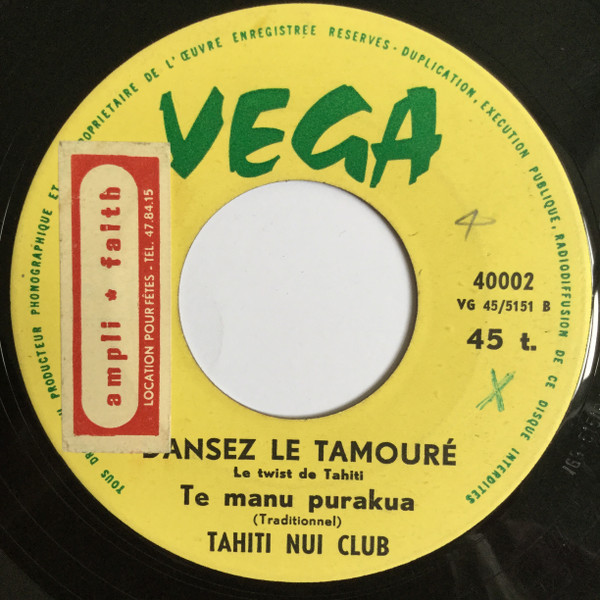 TOUS DR PRODUCTEUR PHONOGRAPHIQUE ET PROPRIETAIRE DE L'ŒUVRE ENREGISTREE RESERVES - DUPLICATION, EXECUTION PUBLIQUE, RADIODIFFUSION DE CE DISQUE INTERDITES
VEGA
ampli ★ faith
LOCATION POUR FÉTES - TEL. 47.84.15
4
40002
VG 45/5151 B
45 t.
X
DANSEZ LE TAMOURÉ
Le twist de Tahiti
Te manu purakua
(Traditionnel)
TAHITI NUI CLUB